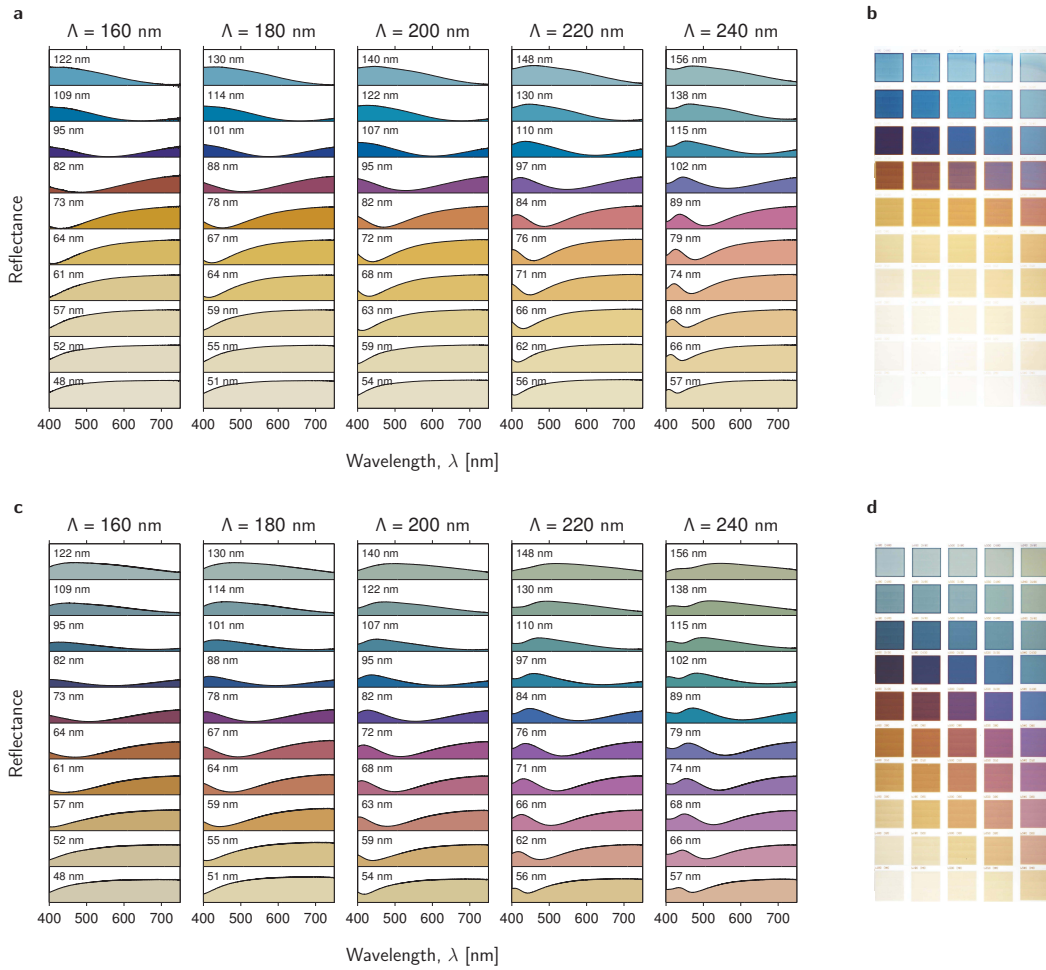 a
b
Λ = 160 nm
Λ = 180 nm
Λ = 200 nm
Λ = 220 nm
Λ = 240 nm
122 nm
130 nm
140 nm
148 nm
156 nm
109 nm
114 nm
122 nm
130 nm
138 nm
95 nm
101 nm
107 nm
110 nm
115 nm
82 nm
88 nm
95 nm
97 nm
102 nm
73 nm
78 nm
82 nm
84 nm
89 nm
64 nm
67 nm
72 nm
76 nm
79 nm
61 nm
64 nm
68 nm
71 nm
74 nm
57 nm
59 nm
63 nm
66 nm
68 nm
52 nm
55 nm
59 nm
62 nm
66 nm
48 nm
51 nm
54 nm
56 nm
57 nm
Reflectance
400 500 600 700
400 500 600 700
400 500 600 700
400 500 600 700
400 500 600 700
Wavelength, λ [nm]
c
d
Λ = 160 nm
Λ = 180 nm
Λ = 200 nm
Λ = 220 nm
Λ = 240 nm
122 nm
130 nm
140 nm
148 nm
156 nm
109 nm
114 nm
122 nm
130 nm
138 nm
95 nm
101 nm
107 nm
110 nm
115 nm
82 nm
88 nm
95 nm
97 nm
102 nm
73 nm
78 nm
82 nm
84 nm
89 nm
64 nm
67 nm
72 nm
76 nm
79 nm
61 nm
64 nm
68 nm
71 nm
74 nm
57 nm
59 nm
63 nm
66 nm
68 nm
52 nm
55 nm
59 nm
62 nm
66 nm
48 nm
51 nm
54 nm
56 nm
57 nm
Reflectance
400 500 600 700
400 500 600 700
400 500 600 700
400 500 600 700
400 500 600 700
Wavelength, λ [nm]